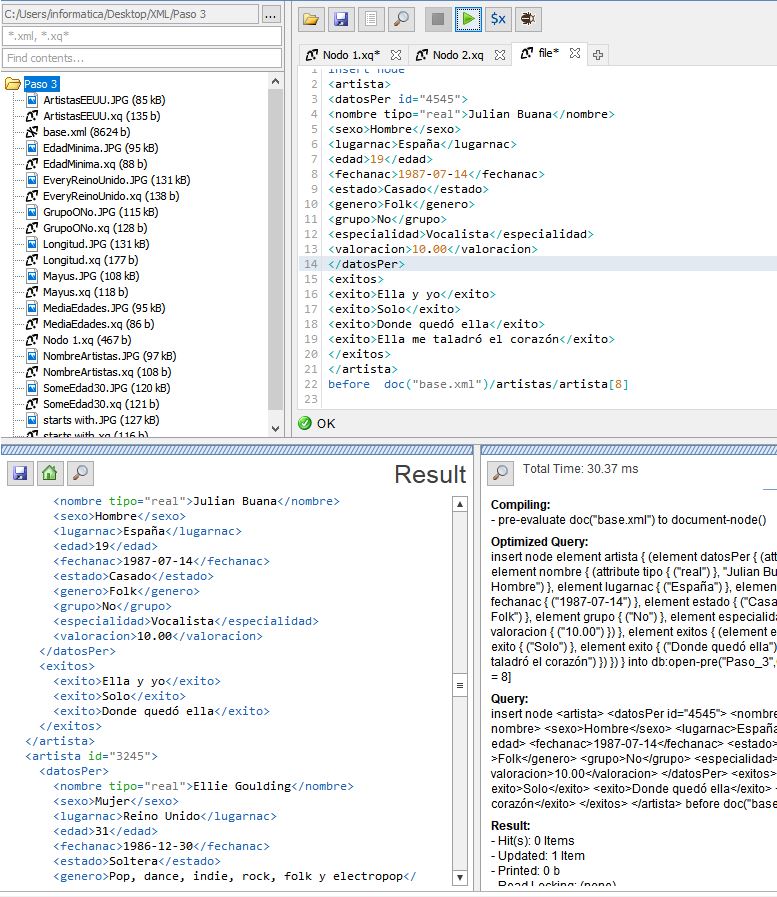 C:/Users/informatica/Desktop/XML/Paso 3
...
*.xml, *.xq*
Find contents...
Paso 3
ArtistasEEUU.JPG (85 kB)
ArtistasEEUU.xq (135 b)
base.xml (8624 b)
EdadMinima.JPG (95 kB)
EdadMinima.xq (88 b)
EveryReinoUnido.JPG (131 kB)
EveryReinoUnido.xq (138 b)
GrupoONo.JPG (115 kB)
GrupoONo.xq (128 b)
Longitud.JPG (131 kB)
Longitud.xq (177 b)
Mayus.JPG (108 kB)
Mayus.xq (118 b)
MediaEdades.JPG (95 kB)
MediaEdades.xq (86 b)
Nodo 1.xq (467 b)
NombreArtistas.JPG (97 kB)
NombreArtistas.xq (108 b)
SomeEdad30.JPG (120 kB)
SomeEdad30.xq (121 b)
starts with.JPG (127 kB)
starts with.xq (116 b)
$x
Nodo 1.xq* Nodo 2.xq file*
1 insert node
2 <artista>
3 <datosPer id="4545">
4 <nombre tipo="real">Julian Buana</nombre>
5 <sexo>Hombre</sexo>
6 <lugarnac>España</lugarnac>
7 <edad>19</edad>
8 <fechanac>1987-07-14</fechanac>
9 <estado>Casado</estado>
10 <genero>Folk</genero>
11 <grupo>No</grupo>
12 <especialidad>Vocalista</especialidad>
13 <valoracion>10.00</valoracion>
14 </datosPer>
15 <exitos>
16 <exito>Ella y yo</exito>
17 <exito>Solo</exito>
18 <exito>Donde quedó ella</exito>
19 <exito>Ella me taladró el corazón</exito>
20 </exitos>
21 </artista>
22 before  doc("base.xml")/artistas/artista[8]
23
OK
Result
<nombre tipo="real">Julian Buana</nombre>
<sexo>Hombre</sexo>
<lugarnac>España</lugarnac>
<edad>19</edad>
<fechanac>1987-07-14</fechanac>
<estado>Casado</estado>
<genero>Folk</genero>
<grupo>No</grupo>
<especialidad>Vocalista</especialidad>
<valoracion>10.00</valoracion>
</datosPer>
<exitos>
<exito>Ella y yo</exito>
<exito>Solo</exito>
<exito>Donde quedó ella</exito>
</exitos>
</artista>
<artista id="3245">
<datosPer>
<nombre tipo="real">Ellie Goulding</nombre>
<sexo>Mujer</sexo>
<lugarnac>Reino Unido</lugarnac>
<edad>31</edad>
<fechanac>1986-12-30</fechanac>
<estado>Soltera</estado>
<genero>Pop, dance, indie, rock, folk y electropop</
Total Time: 30.37 ms
Compiling:
- pre-evaluate doc("base.xml") to document-node()
Optimized Query:
insert node element artista { (element datosPer { (att
element nombre { (attribute tipo { ("real") }, "Julian Bu
Hombre") }, element lugarnac { ("España") }, elemen
fechanac { ("1987-07-14") }, element estado { ("Casa
Folk") }, element grupo { ("No") }, element especialid
valoracion { ("10.00") }) }, element exitos { (element e
exito { ("Solo") }, element exito { ("Donde quedó ella")
taladró el corazón") }) }) } into db:open-pre("Paso_3",
= 8]
Query:
insert node <artista> <datosPer id="4545"> <nombre
nombre> <sexo>Hombre</sexo> <lugarnac>España
edad> <fechanac>1987-07-14</fechanac> <estado>
>Folk</genero> <grupo>No</grupo> <especialidad>
valoracion>10.00</valoracion> </datosPer> <exitos>
exito>Solo</exito> <exito>Donde quedó ella</exito> <
corazón</exito> </exitos> </artista> before doc("base
Result:
- Hit(s): 0 Items
- Updated: 1 Item
- Printed: 0 b
- Read Locking: (none)